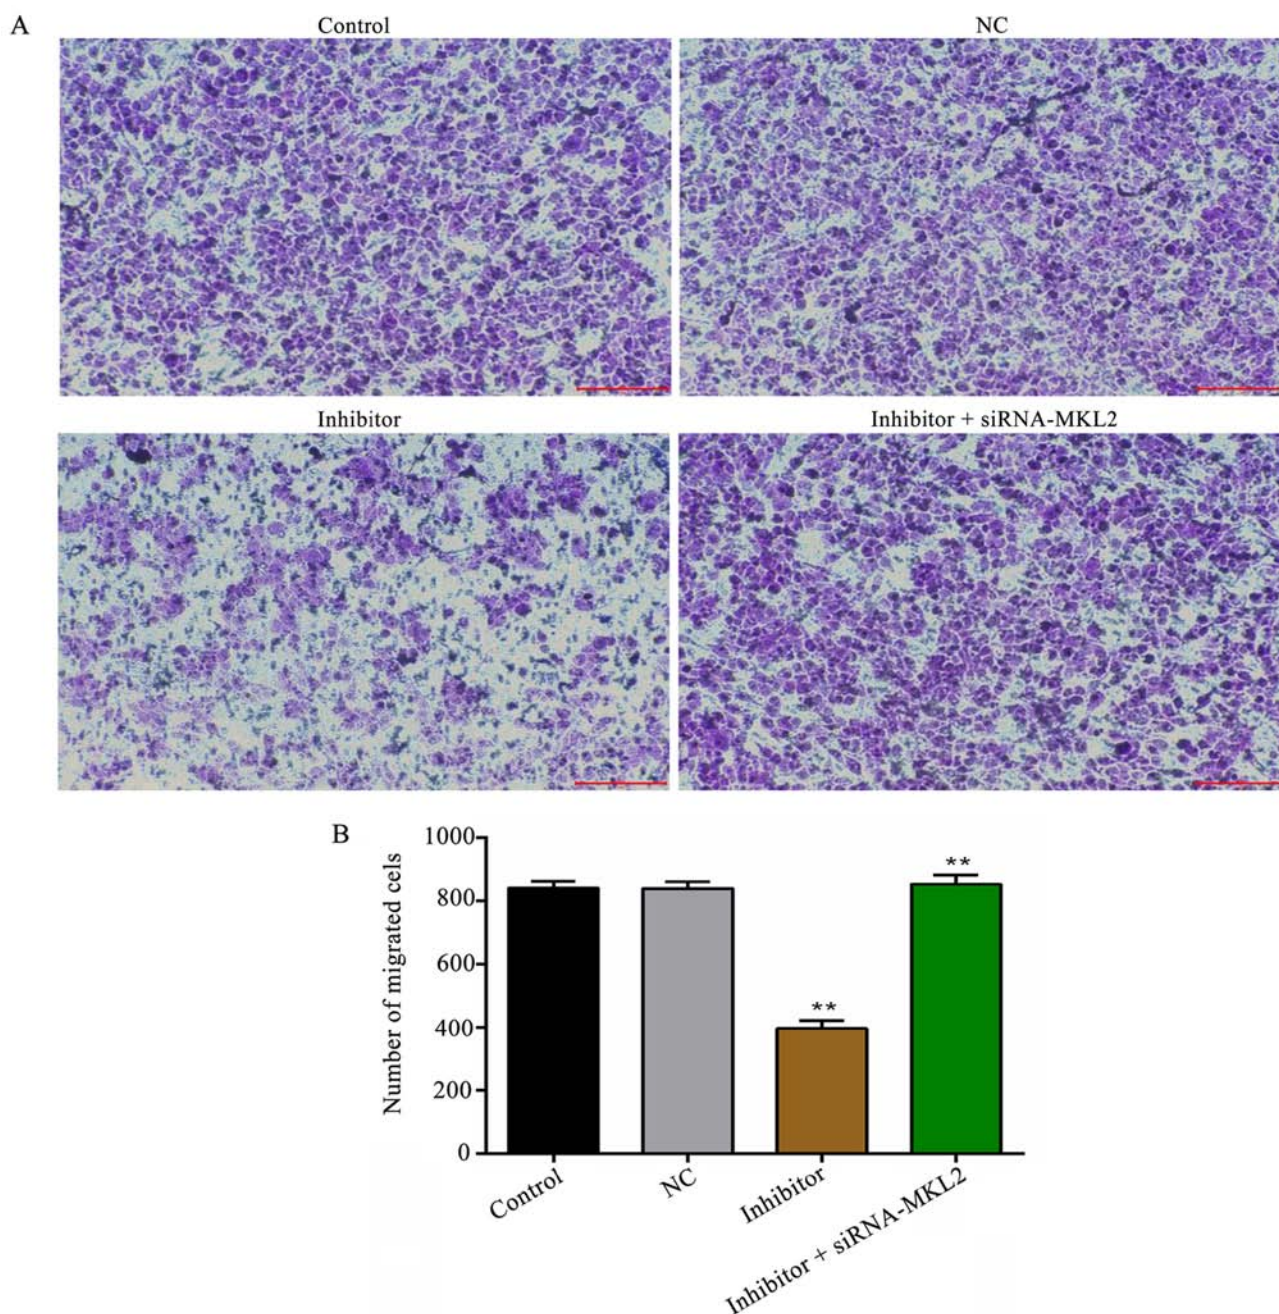 A
Control
NC
Inhibitor
Inhibitor + siRNA-MKL2
B
Number of migrated cels
1000
800
600
400
200
0
**
**
Control
NC
Inhibitor
Inhibitor + siRNA-MKL2